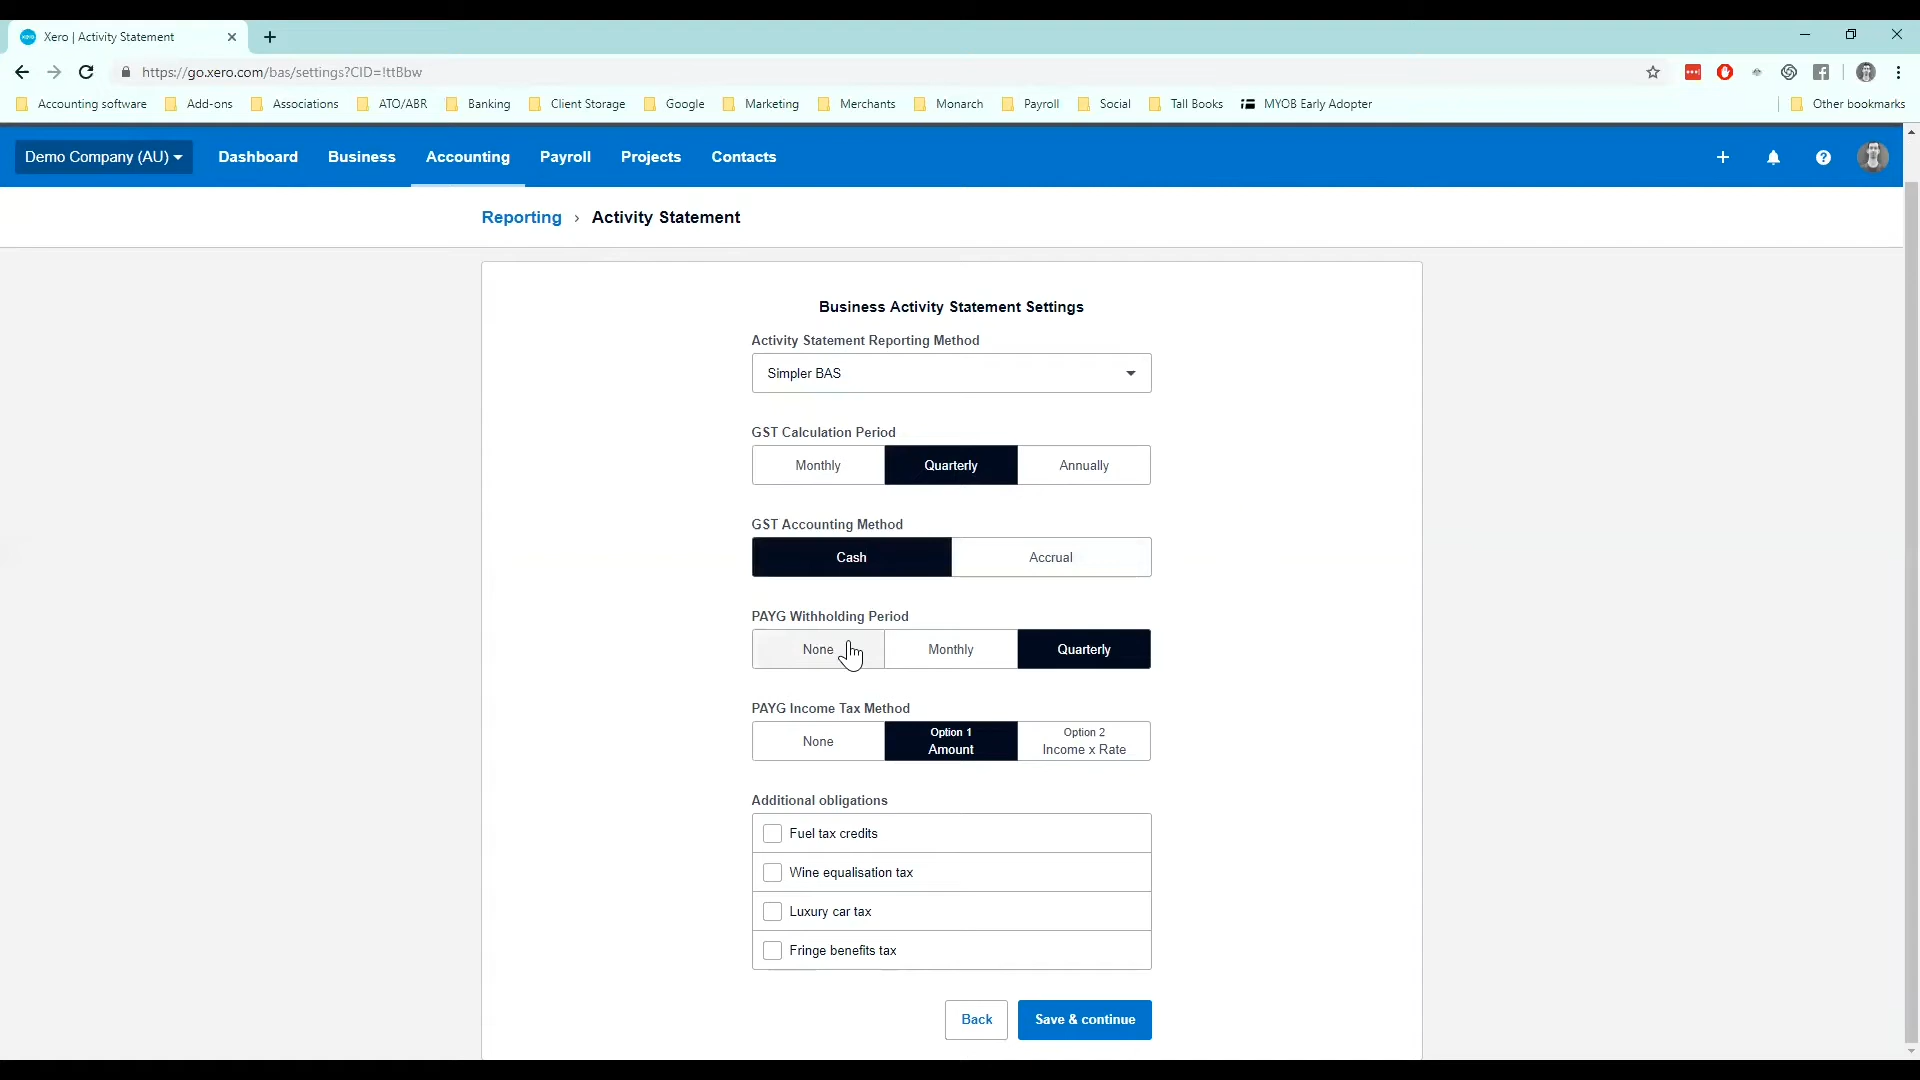 Xero | Activity Statement
https://go.xero.com/bas/settings?CID=!ttBbw
Accounting software Add-ons Associations ATO/ABR Banking Client Storage Google Marketing Merchants Monarch Payroll Social Tall Books MYOB Early Adopter Other bookmarks
Demo Company (AU) Dashboard Business Accounting Payroll Projects Contacts
Reporting › Activity Statement
Business Activity Statement Settings
Activity Statement Reporting Method
Simpler BAS
GST Calculation Period
Monthly Quarterly Annually
GST Accounting Method
Cash Accrual
PAYG Withholding Period
None Monthly Quarterly
PAYG Income Tax Method
None Option 1 Amount Option 2 Income x Rate
Additional obligations
Fuel tax credits
Wine equalisation tax
Luxury car tax
Fringe benefits tax
Back Save & continue